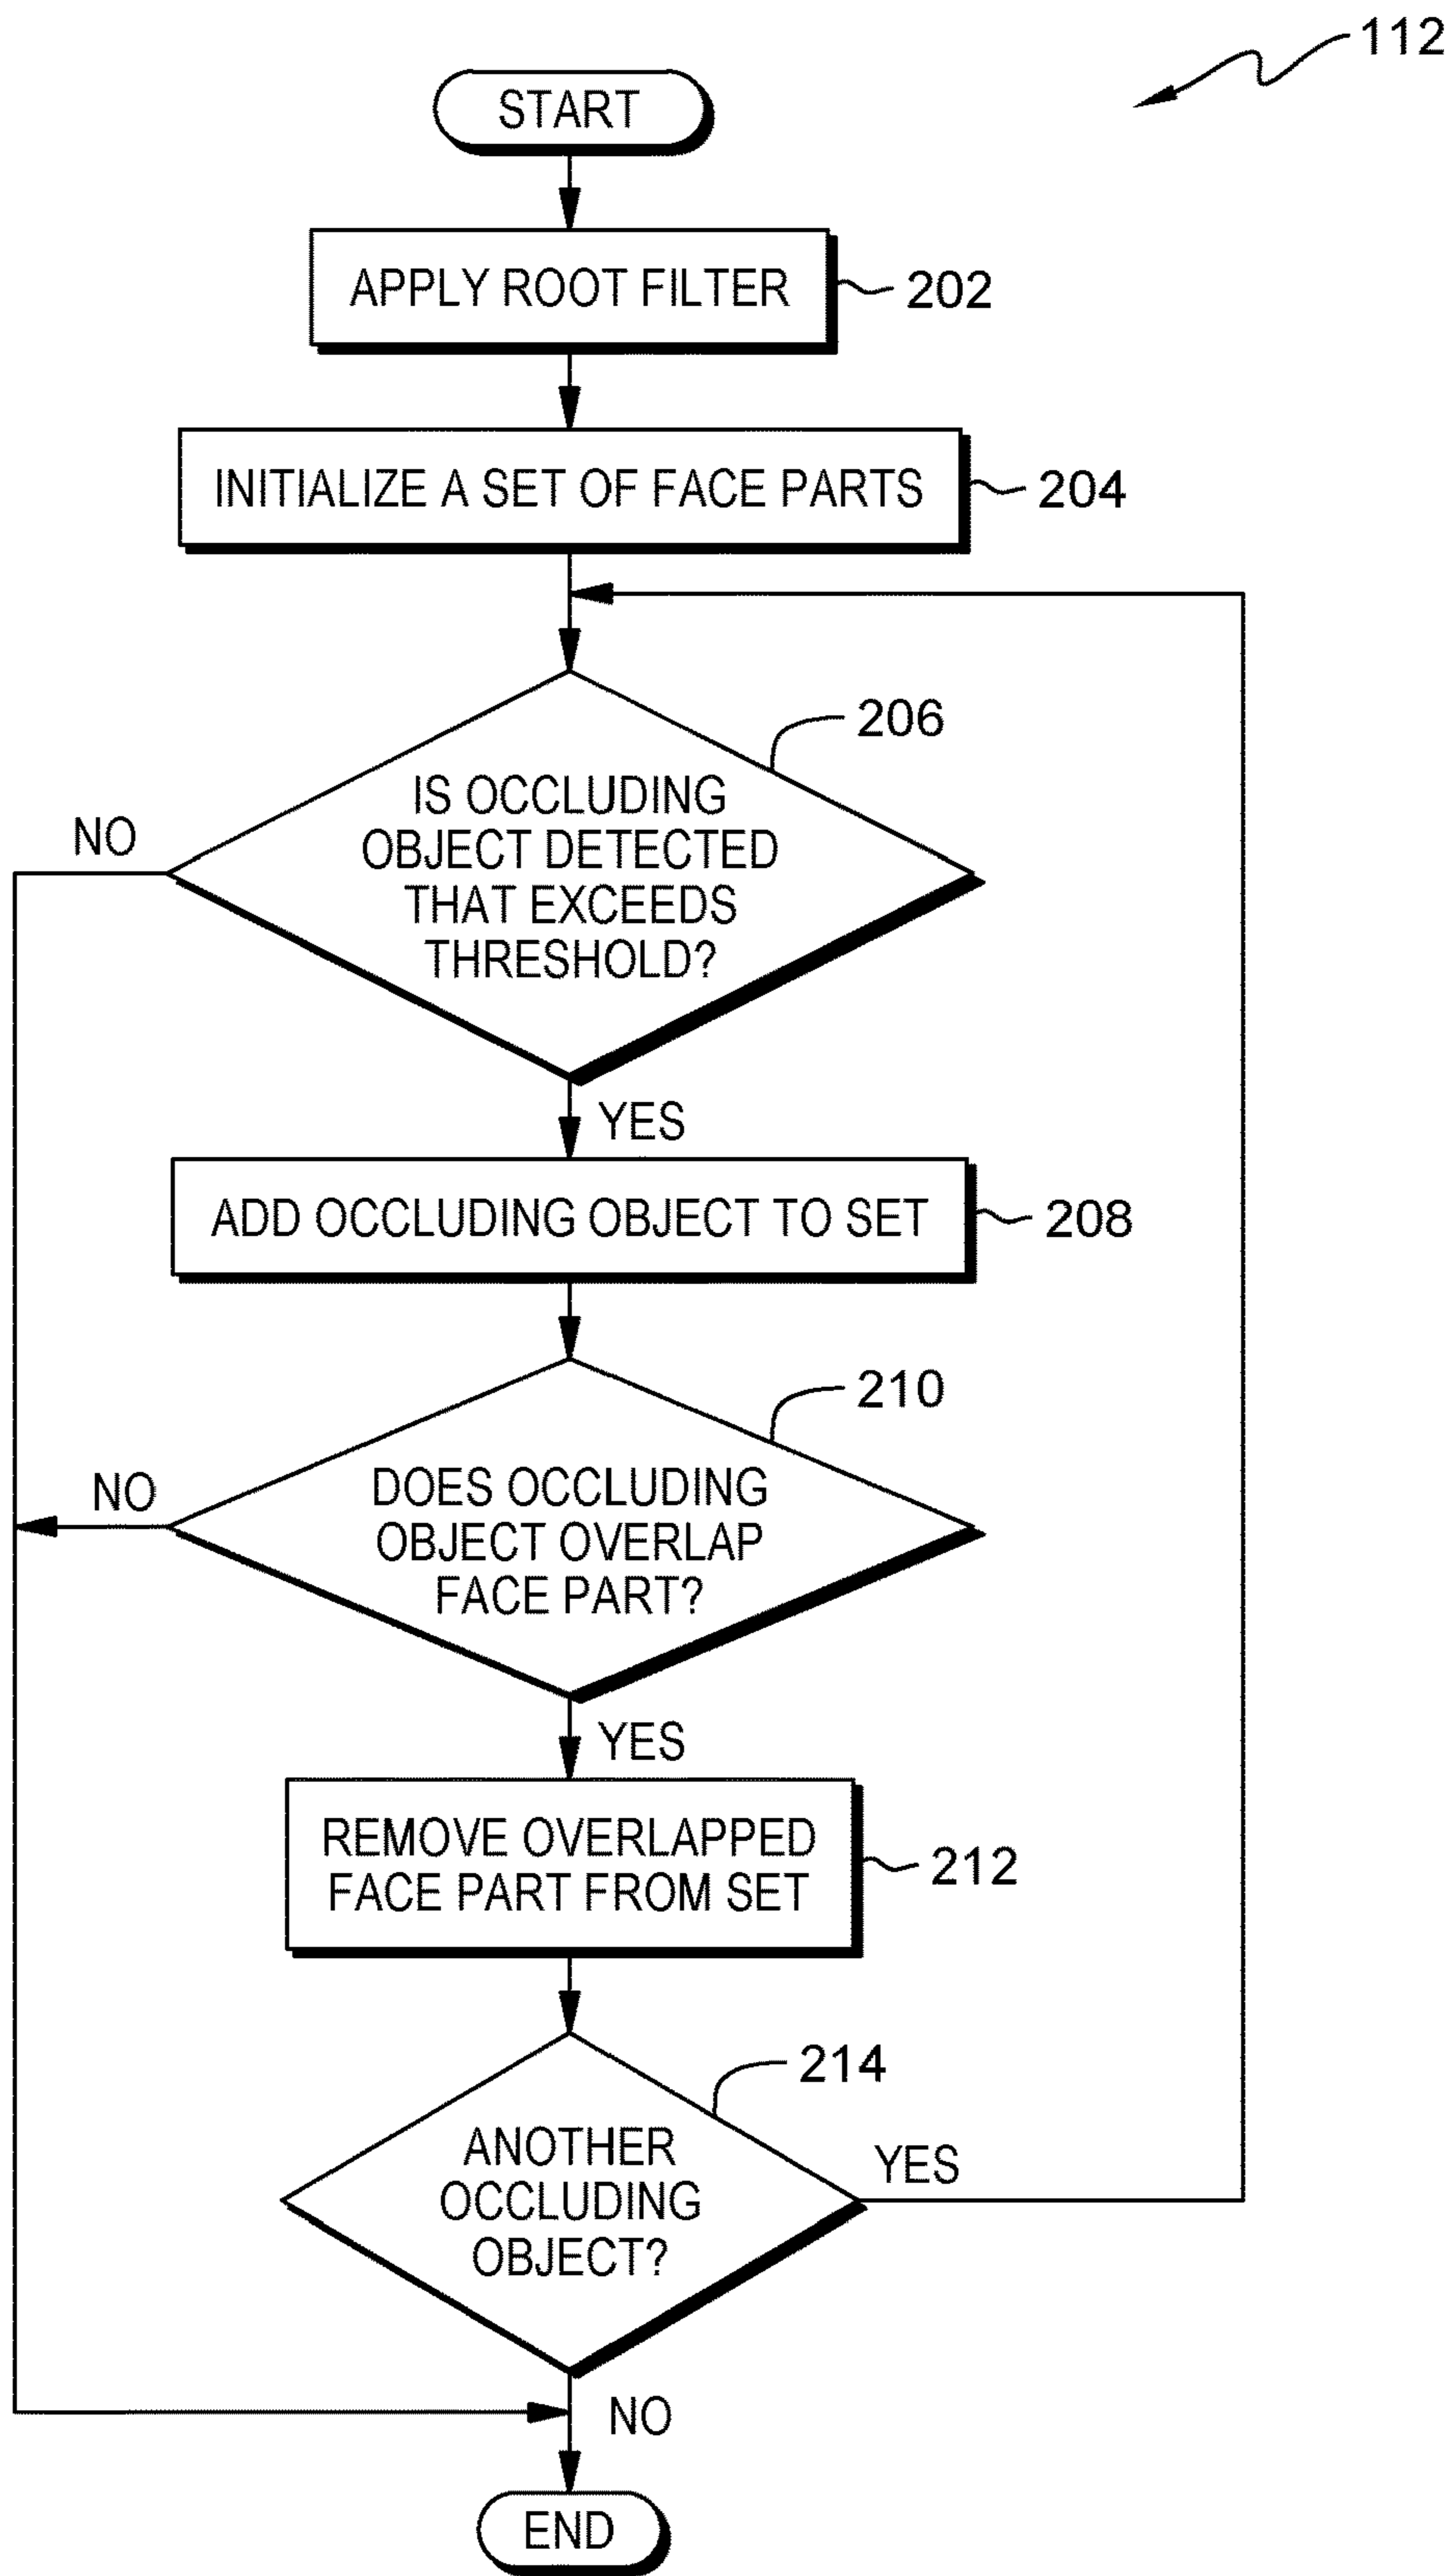 112
START
APPLY ROOT FILTER
202
INITIALIZE A SET OF FACE PARTS
204
206
IS OCCLUDING
OBJECT DETECTED
THAT EXCEEDS
THRESHOLD?
NO
YES
ADD OCCLUDING OBJECT TO SET
208
210
DOES OCCLUDING
OBJECT OVERLAP
FACE PART?
NO
YES
REMOVE OVERLAPPED
FACE PART FROM SET
212
214
ANOTHER
OCCLUDING
OBJECT?
YES
NO
END